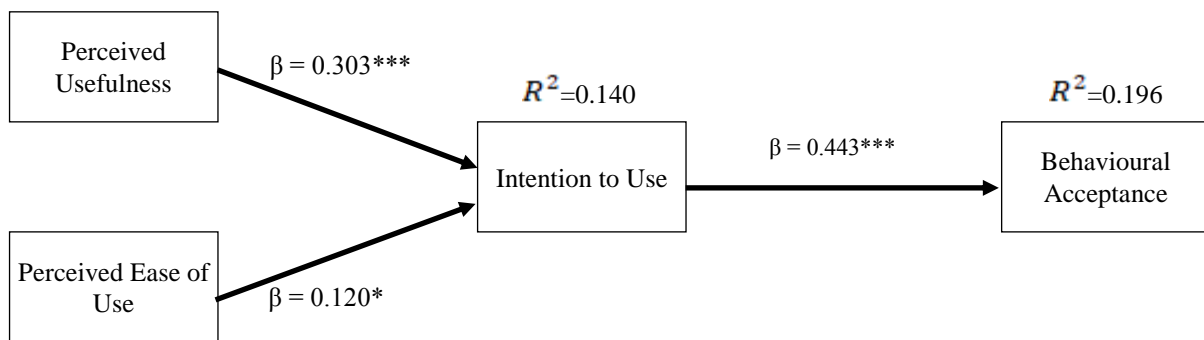 Perceived
Usefulness
β = 0.303***
R²=0.140
R²=0.196
Intention to Use
β = 0.443***
Behavioural
Acceptance
Perceived Ease of
Use
β = 0.120*